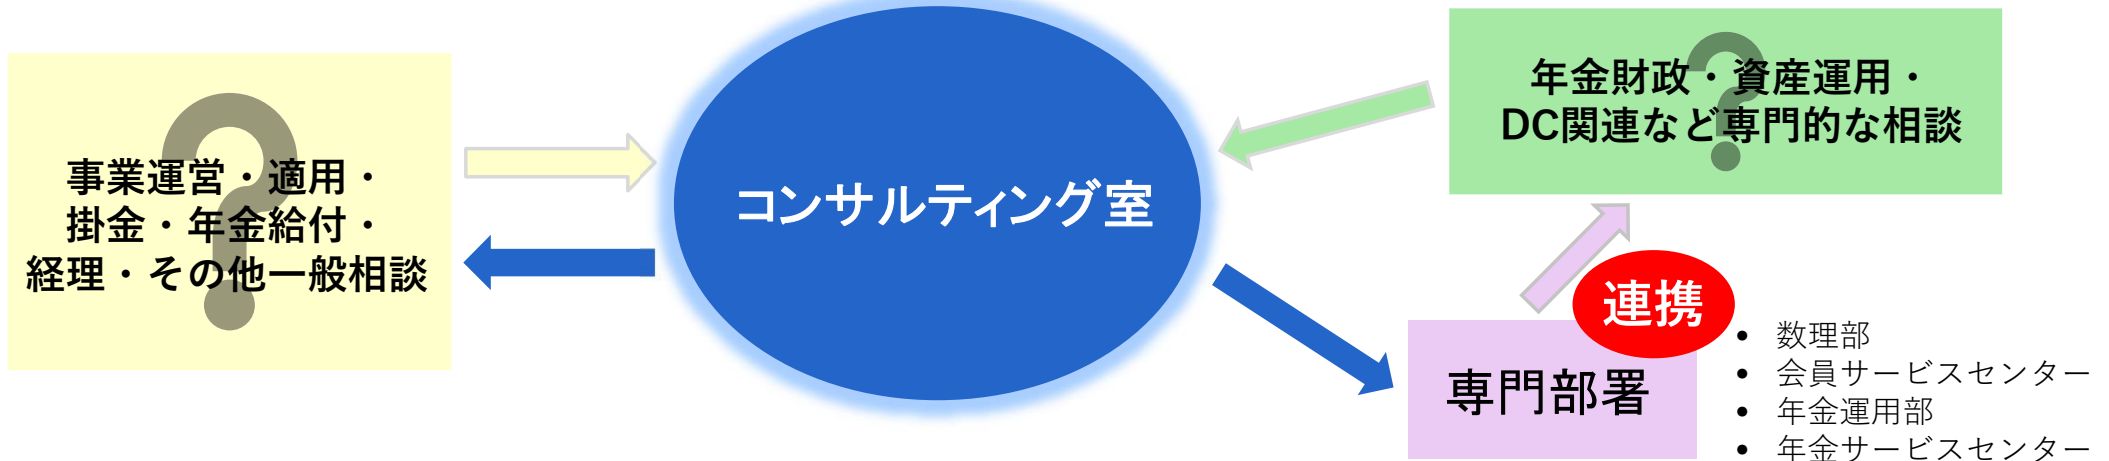 事業運営・適用・
掛金・年金給付・
経理・その他一般相談
コンサルティング室
年金財政・資産運用・
DC関連など専門的な相談
連携
専門部署
• 数理部
• 会員サービスセンター
• 年金運用部
• 年金サービスセンター